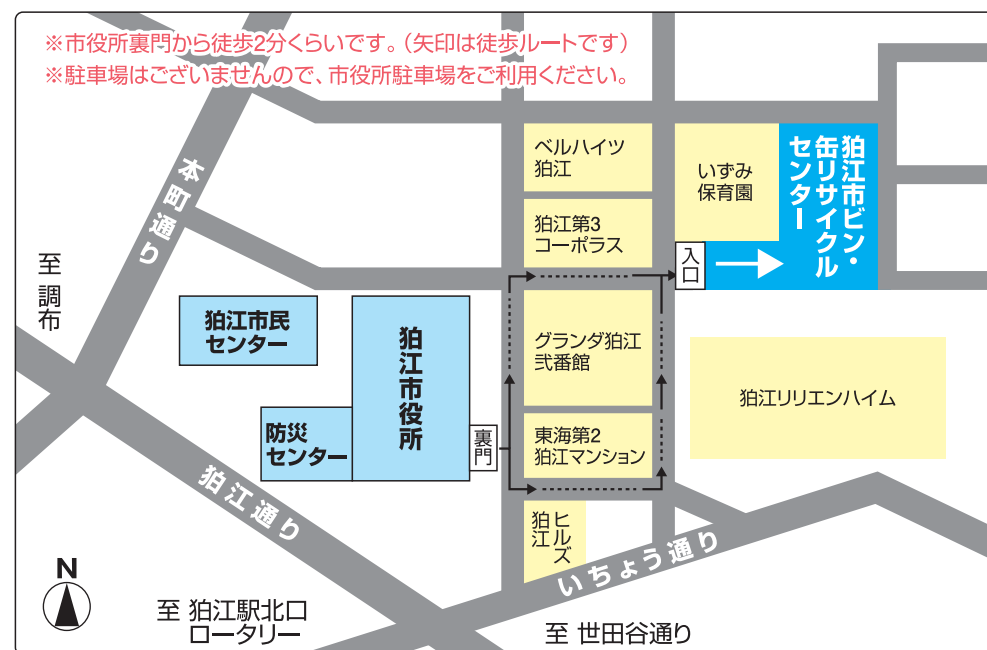 ※市役所裏門から徒歩2分くらいです。（矢印は徒歩ルートです）
※駐車場はございませんので、市役所駐車場をご利用ください。
本町通り
至 調布
ベルハイツ
狛江
いずみ
保育園
狛江市ビン・
缶リサイクル
センター
狛江第3
コーポラス
入口
狛江市民
センター
狛江市役所
グランダ狛江
弐番館
狛江リリエンハイム
防災
センター
裏門
東海第2
狛江マンション
狛江通り
ヒルズ
狛江
いちょう通り
N
至 狛江駅北口
ロータリー
至 世田谷通り